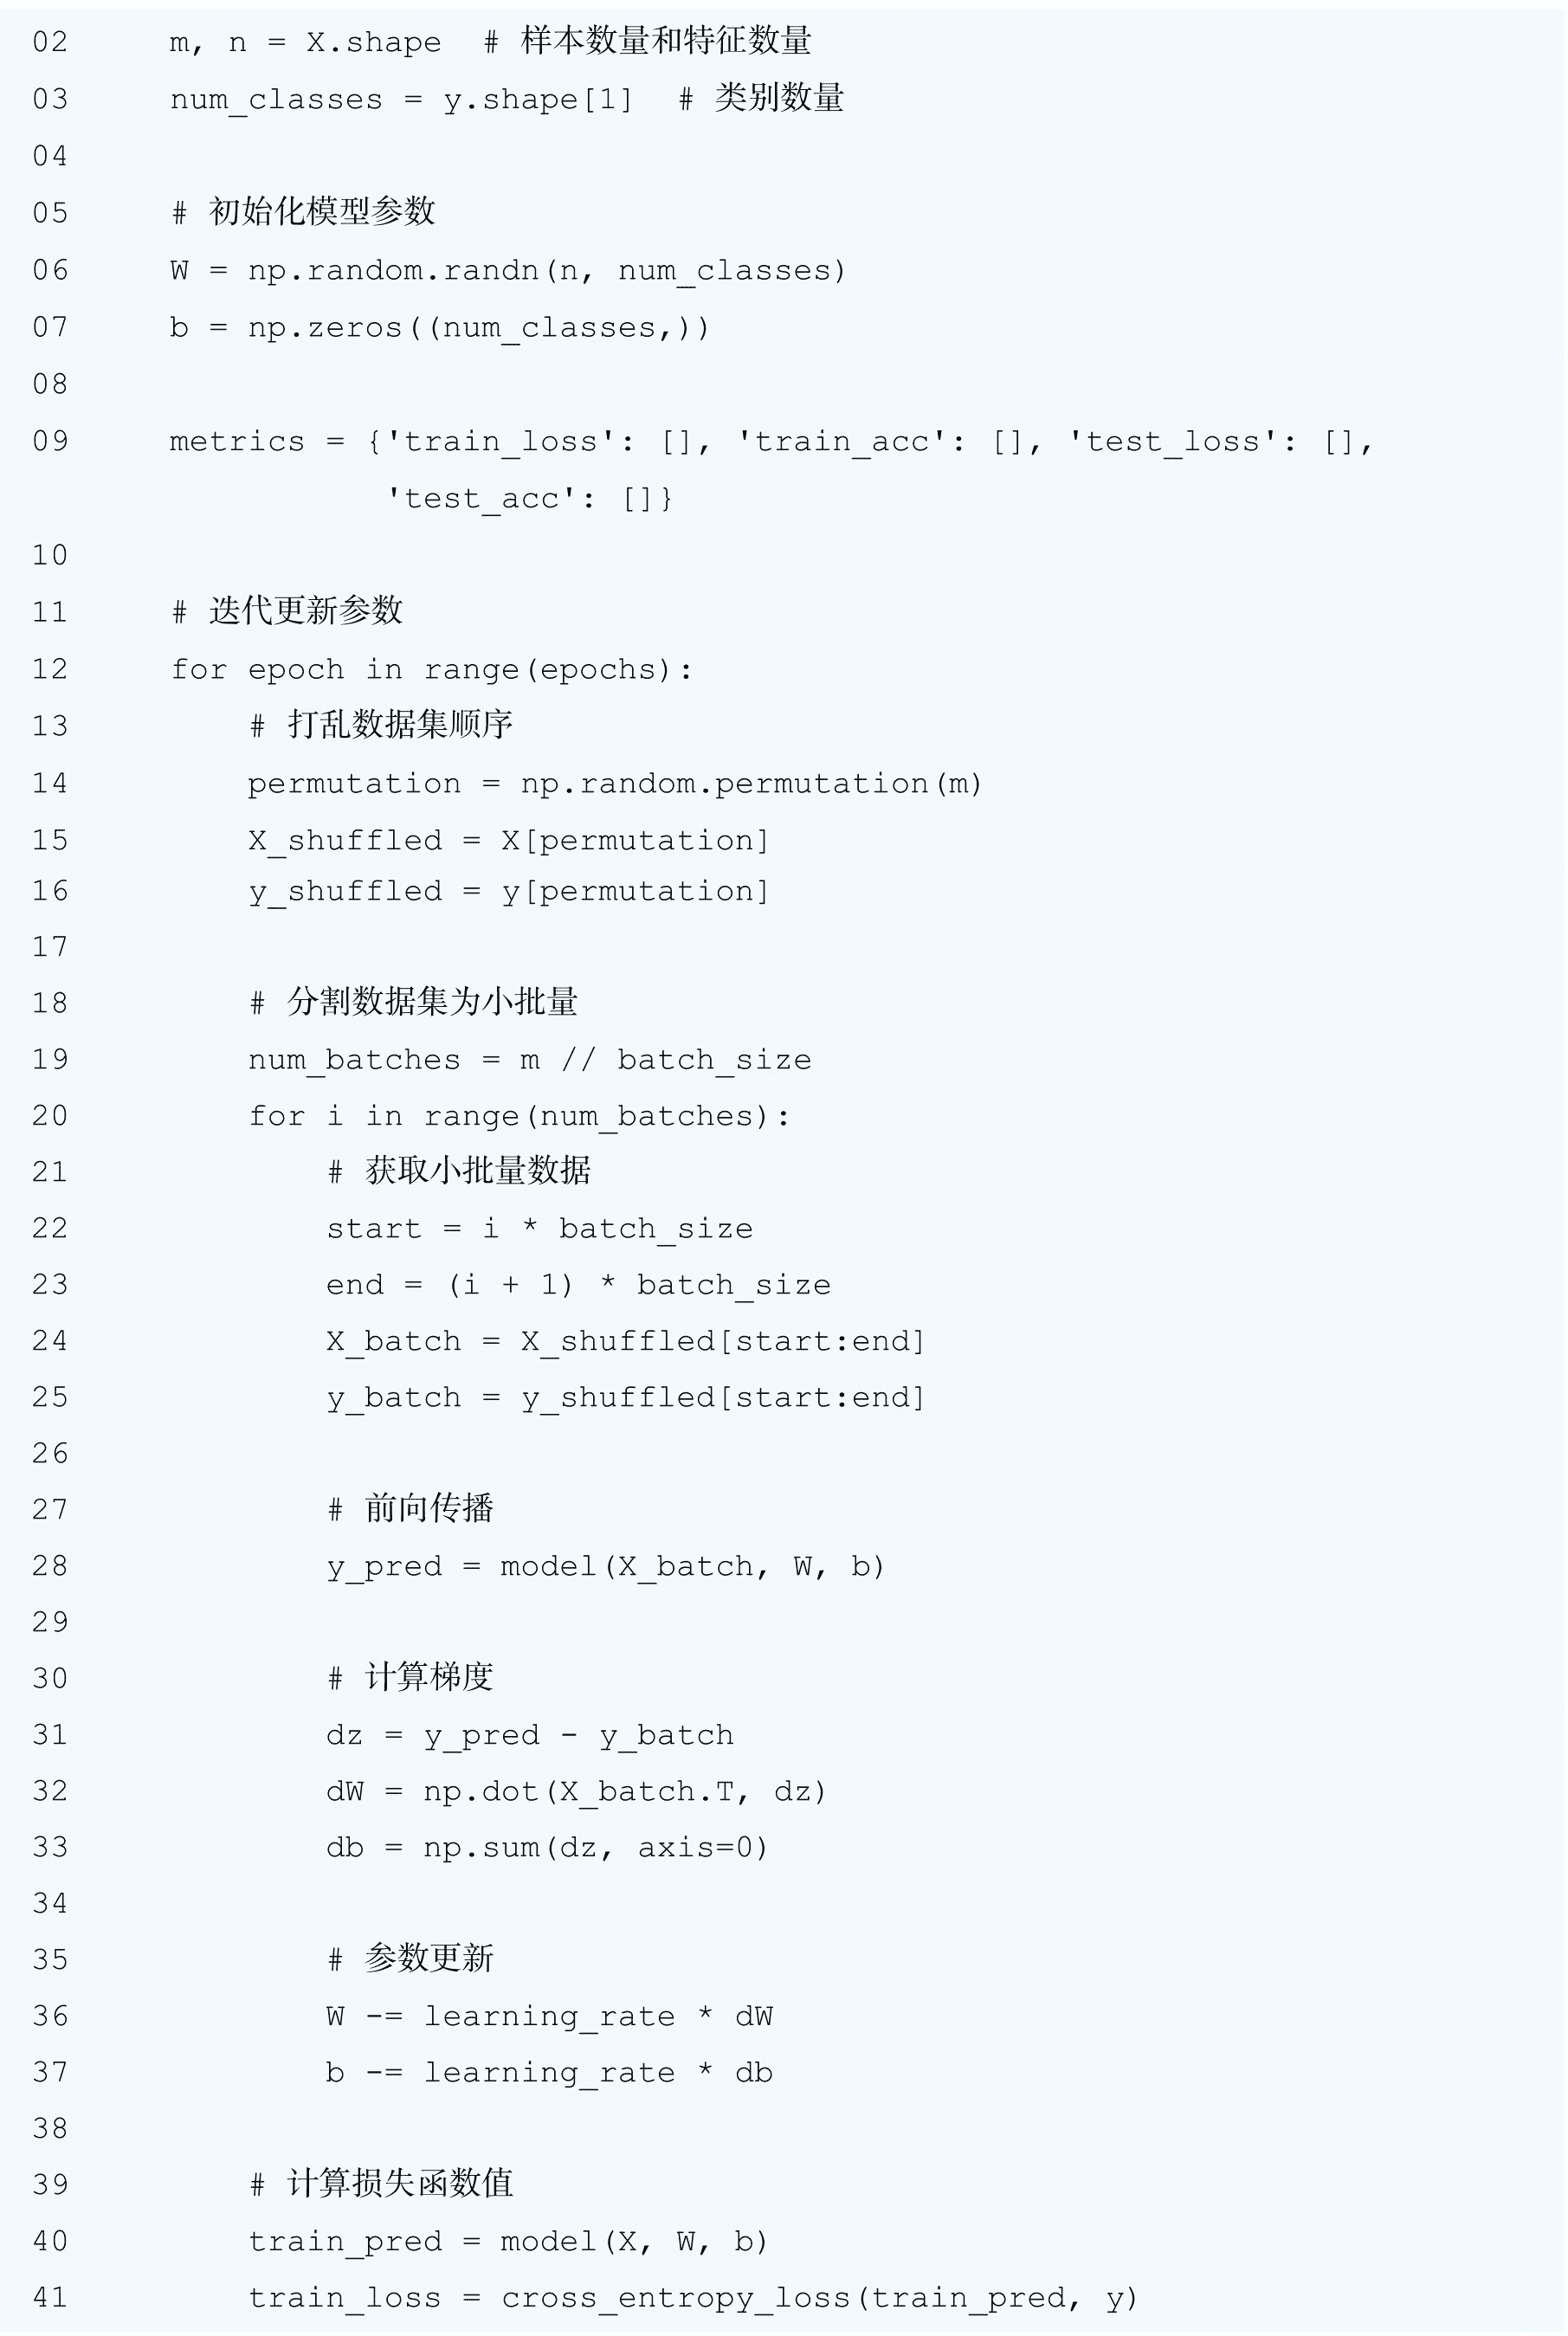 02     m, n = X.shape  # 样本数量和特征数量
03     num_classes = y.shape[1]  # 类别数量
04
05     # 初始化模型参数
06     W = np.random.randn(n, num_classes)
07     b = np.zeros((num_classes,))
08
09     metrics = {'train_loss': [], 'train_acc': [], 'test_loss': [],
                  'test_acc': []}
10
11     # 迭代更新参数
12     for epoch in range(epochs):
13         # 打乱数据集顺序
14         permutation = np.random.permutation(m)
15         X_shuffled = X[permutation]
16         y_shuffled = y[permutation]
17
18         # 分割数据集为小批量
19         num_batches = m // batch_size
20         for i in range(num_batches):
21             # 获取小批量数据
22             start = i * batch_size
23             end = (i + 1) * batch_size
24             X_batch = X_shuffled[start:end]
25             y_batch = y_shuffled[start:end]
26
27             # 前向传播
28             y_pred = model(X_batch, W, b)
29
30             # 计算梯度
31             dz = y_pred - y_batch
32             dW = np.dot(X_batch.T, dz)
33             db = np.sum(dz, axis=0)
34
35             # 参数更新
36             W -= learning_rate * dW
37             b -= learning_rate * db
38
39         # 计算损失函数值
40         train_pred = model(X, W, b)
41         train_loss = cross_entropy_loss(train_pred, y)